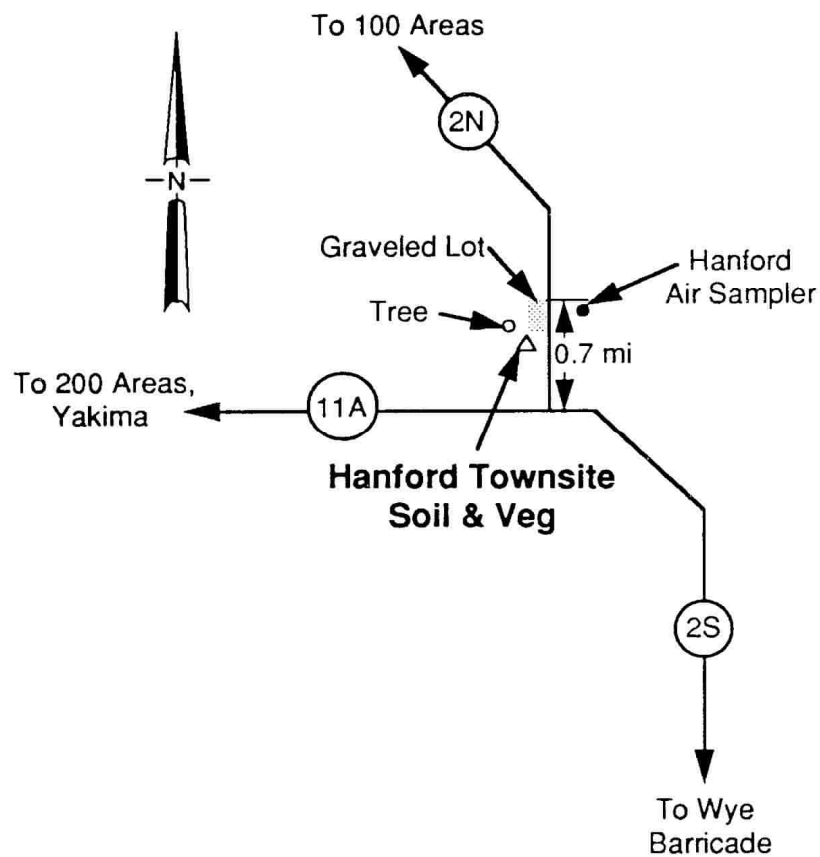 To 100 Areas
2N
N
Graveled Lot
Hanford
Air Sampler
Tree
0.7 mi
To 200 Areas,
Yakima
11A
Hanford Townsite
Soil & Veg
2S
To Wye
Barricade